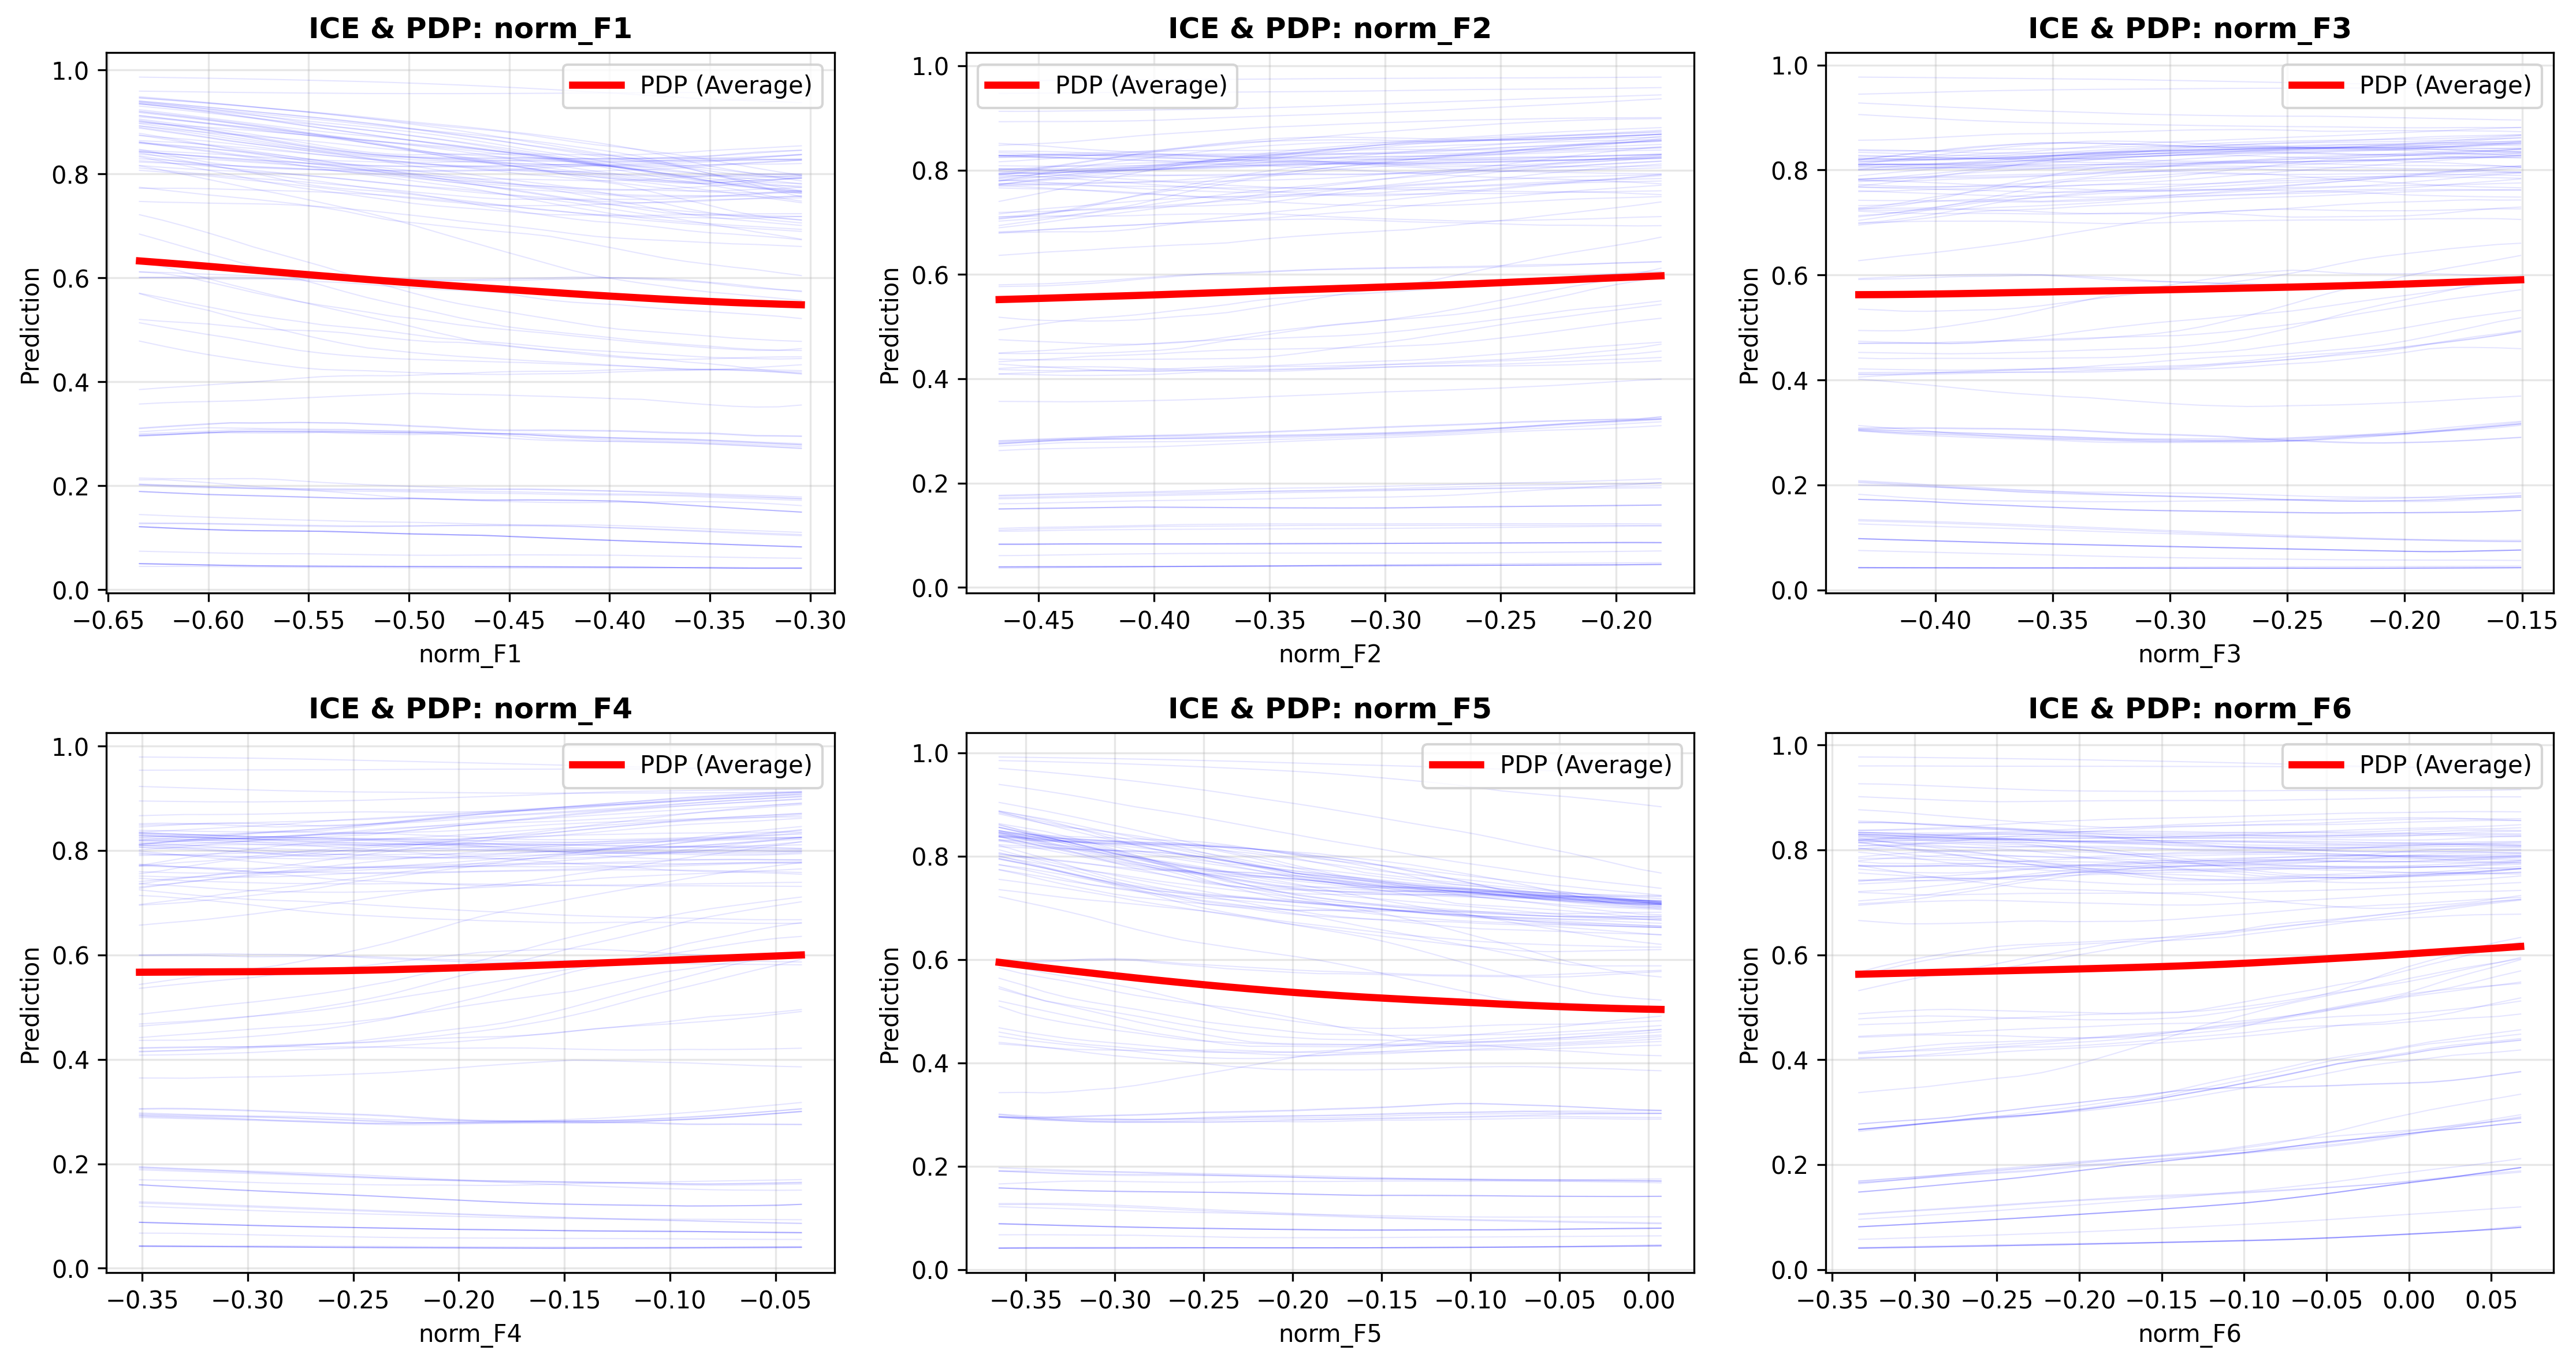 ICE & PDP: norm_F1
PDP (Average)
Prediction
1.0
0.8
0.6
0.4
0.2
0.0
−0.65 −0.60 −0.55 −0.50 −0.45 −0.40 −0.35 −0.30
norm_F1
ICE & PDP: norm_F2
PDP (Average)
Prediction
1.0
0.8
0.6
0.4
0.2
0.0
−0.45 −0.40 −0.35 −0.30 −0.25 −0.20
norm_F2
ICE & PDP: norm_F3
PDP (Average)
Prediction
1.0
0.8
0.6
0.4
0.2
0.0
−0.40 −0.35 −0.30 −0.25 −0.20 −0.15
norm_F3
ICE & PDP: norm_F4
PDP (Average)
Prediction
1.0
0.8
0.6
0.4
0.2
0.0
−0.35 −0.30 −0.25 −0.20 −0.15 −0.10 −0.05
norm_F4
ICE & PDP: norm_F5
PDP (Average)
Prediction
1.0
0.8
0.6
0.4
0.2
0.0
−0.35 −0.30 −0.25 −0.20 −0.15 −0.10 −0.05 0.00
norm_F5
ICE & PDP: norm_F6
PDP (Average)
Prediction
1.0
0.8
0.6
0.4
0.2
0.0
−0.35 −0.30 −0.25 −0.20 −0.15 −0.10 −0.05 0.00 0.05
norm_F6